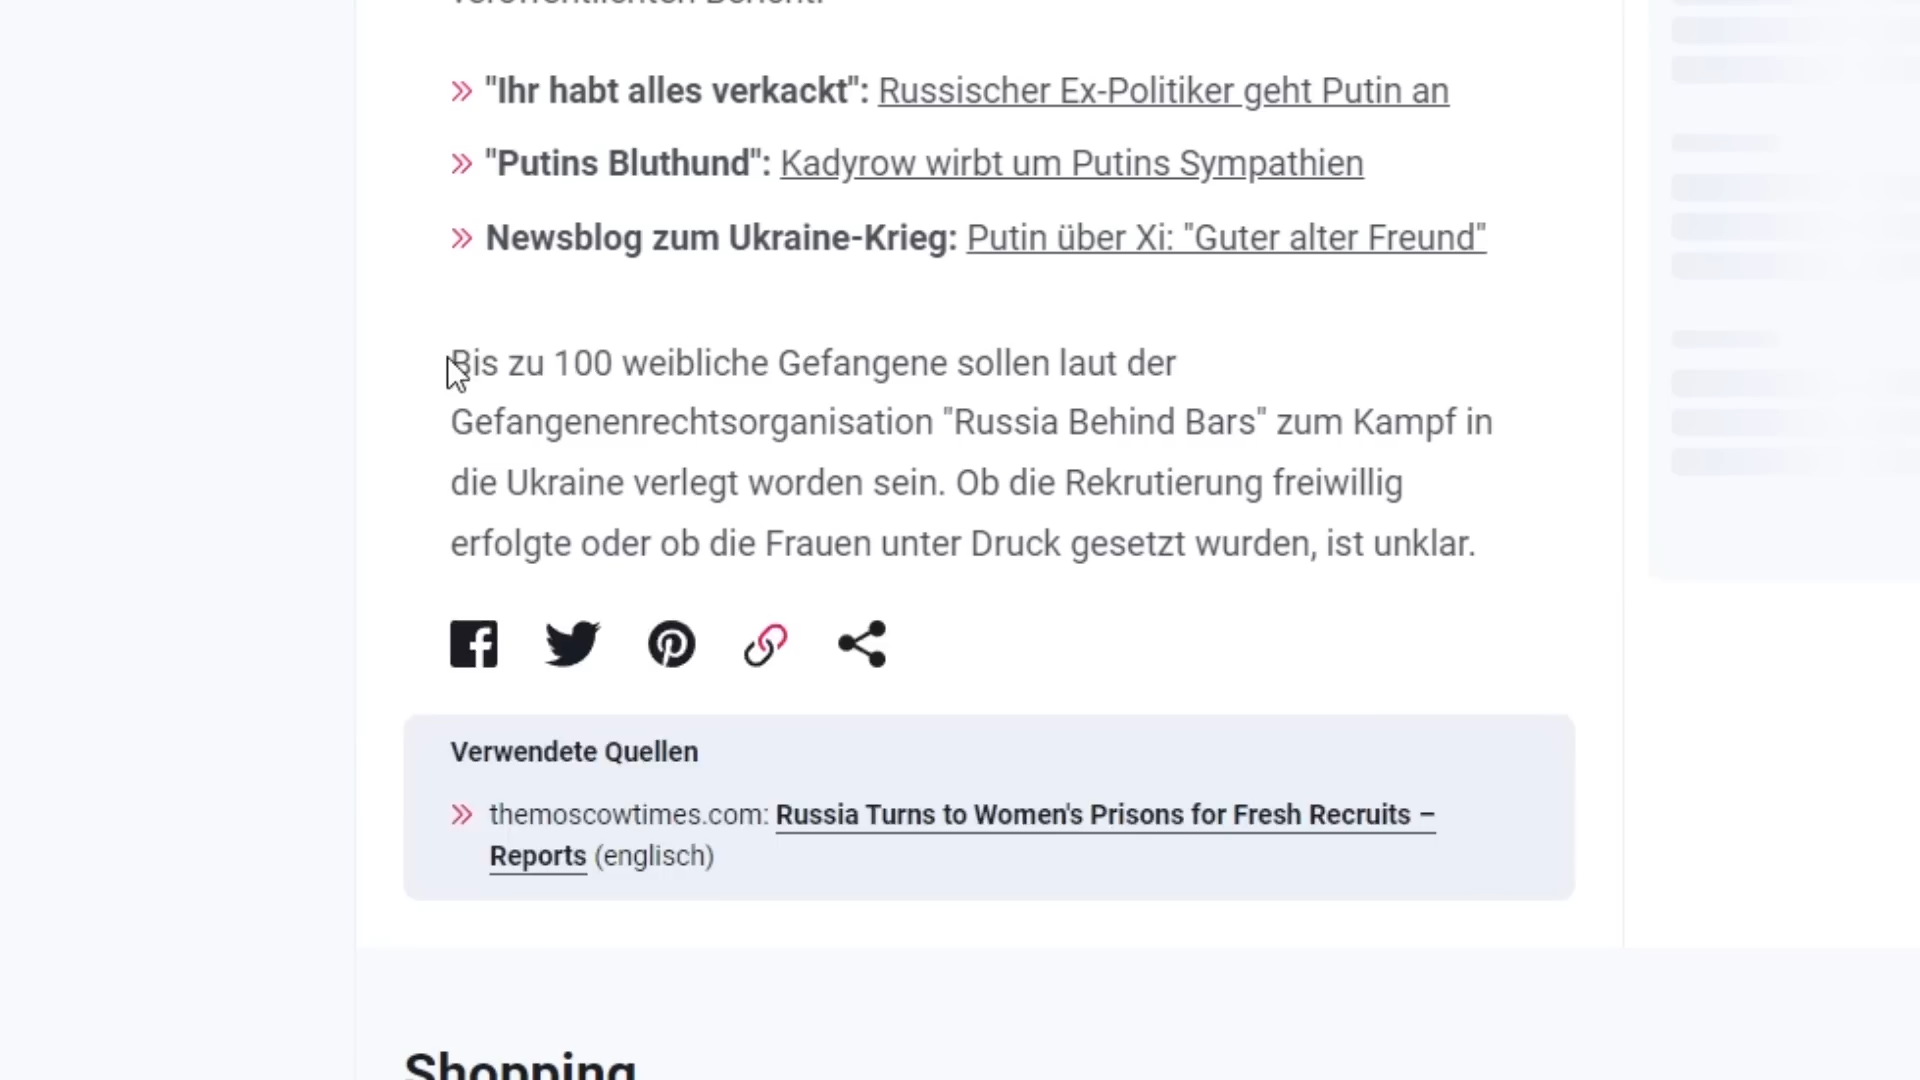 veröffentlichten Bericht.
"Ihr habt alles verkackt": Russischer Ex-Politiker geht Putin an
"Putins Bluthund": Kadyrow wirbt um Putins Sympathien
Newsblog zum Ukraine-Krieg: Putin über Xi: "Guter alter Freund"
Bis zu 100 weibliche Gefangene sollen laut der
Gefangenenrechtsorganisation "Russia Behind Bars" zum Kampf in
die Ukraine verlegt worden sein. Ob die Rekrutierung freiwillig
erfolgte oder ob die Frauen unter Druck gesetzt wurden, ist unklar.
Verwendete Quellen
themoscowtimes.com: Russia Turns to Women's Prisons for Fresh Recruits –
Reports (englisch)
Shopping